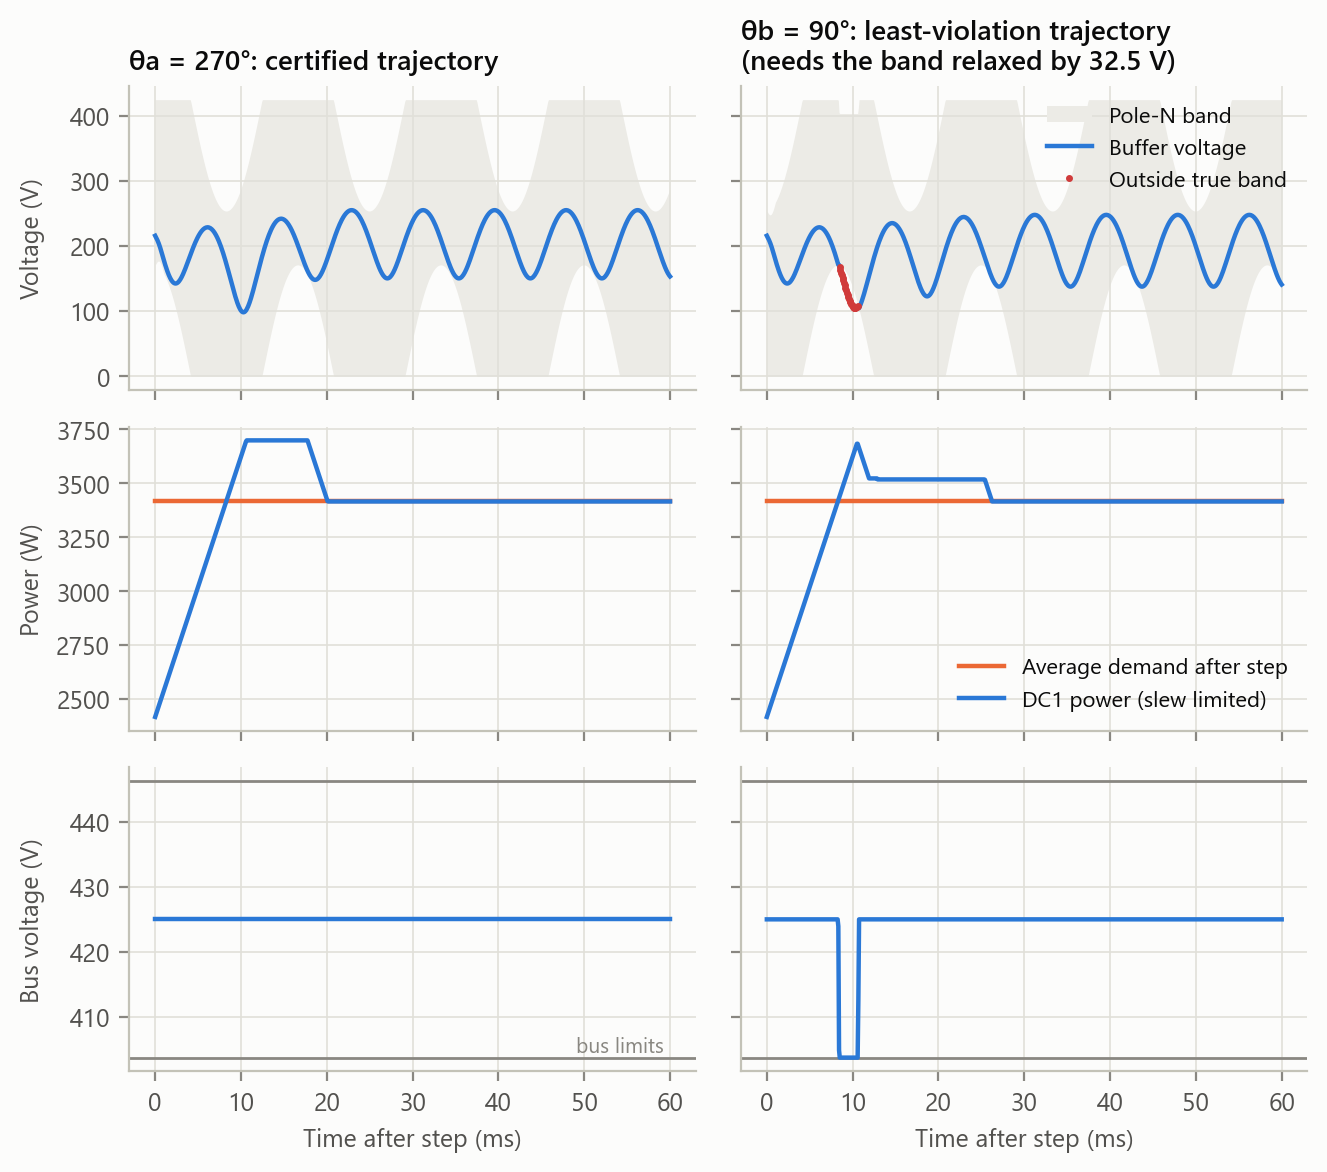 θa = 270°: certified trajectory
θb = 90°: least-violation trajectory
(needs the band relaxed by 32.5 V)
Voltage (V)
400
300
200
100
0
Pole-N band
Buffer voltage
Outside true band
Power (W)
3750
3500
3250
3000
2750
2500
Average demand after step
DC1 power (slew limited)
Bus voltage (V)
440
430
420
410
bus limits
0 10 20 30 40 50 60
0 10 20 30 40 50 60
Time after step (ms)
Time after step (ms)